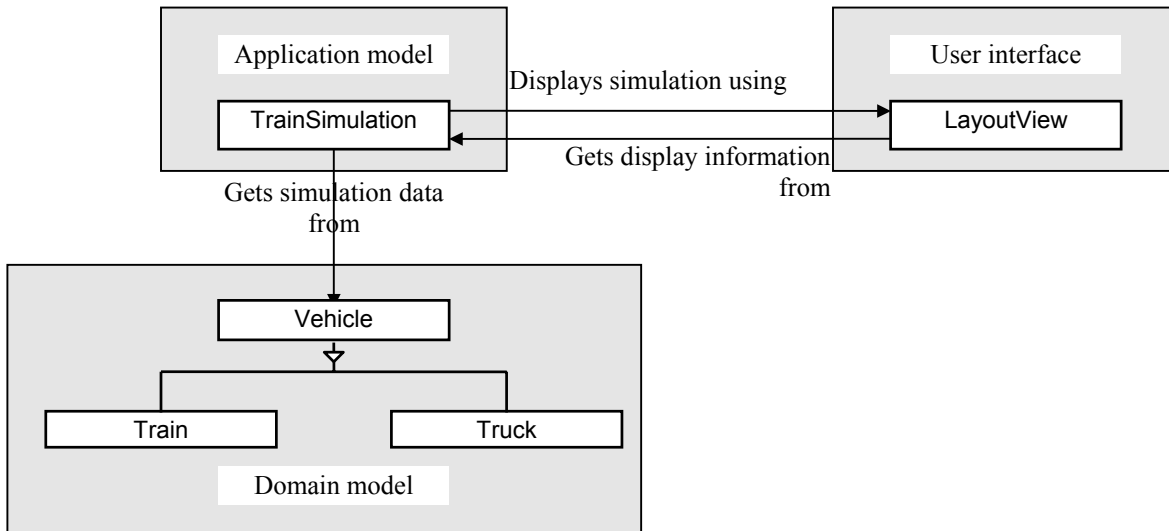 Application model
User interface
Displays simulation using
TrainSimulation
LayoutView
Gets display information
from
Gets simulation data
from
Vehicle
Train
Truck
Domain model